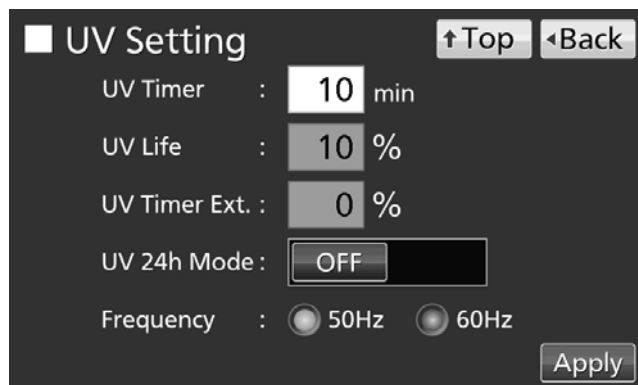 UV Setting ↑Top ◂Back
UV Timer : 10 min
UV Life : 10 %
UV Timer Ext. : 0 %
UV 24h Mode : OFF
Frequency : 50Hz 60Hz
Apply